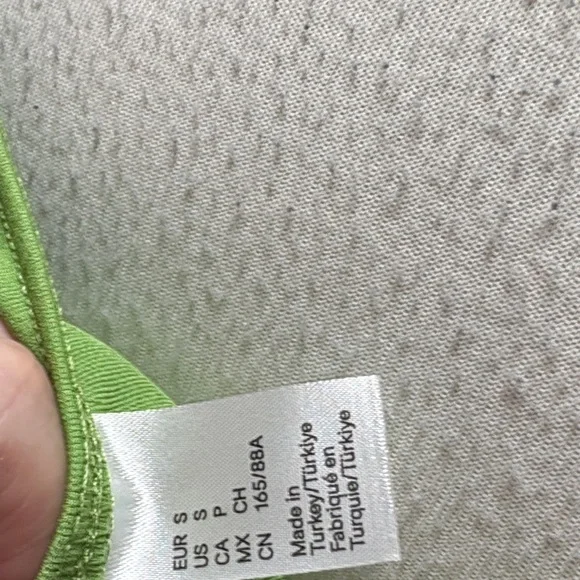 EUR S
US S
CA P
MX CH
CN 165/88A
Made in
Turkey/Türkiye
Fabriqué en
Turquie/Türkiye